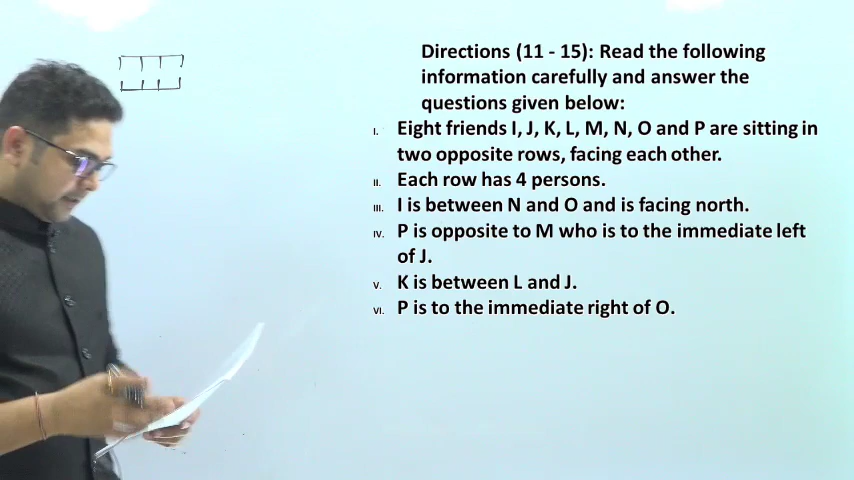 Directions (11 - 15): Read the following
information carefully and answer the
questions given below:
I. Eight friends I, J, K, L, M, N, O and P are sitting in
two opposite rows, facing each other.
II. Each row has 4 persons.
III. I is between N and O and is facing north.
IV. P is opposite to M who is to the immediate left
of J.
V. K is between L and J.
VI. P is to the immediate right of O.